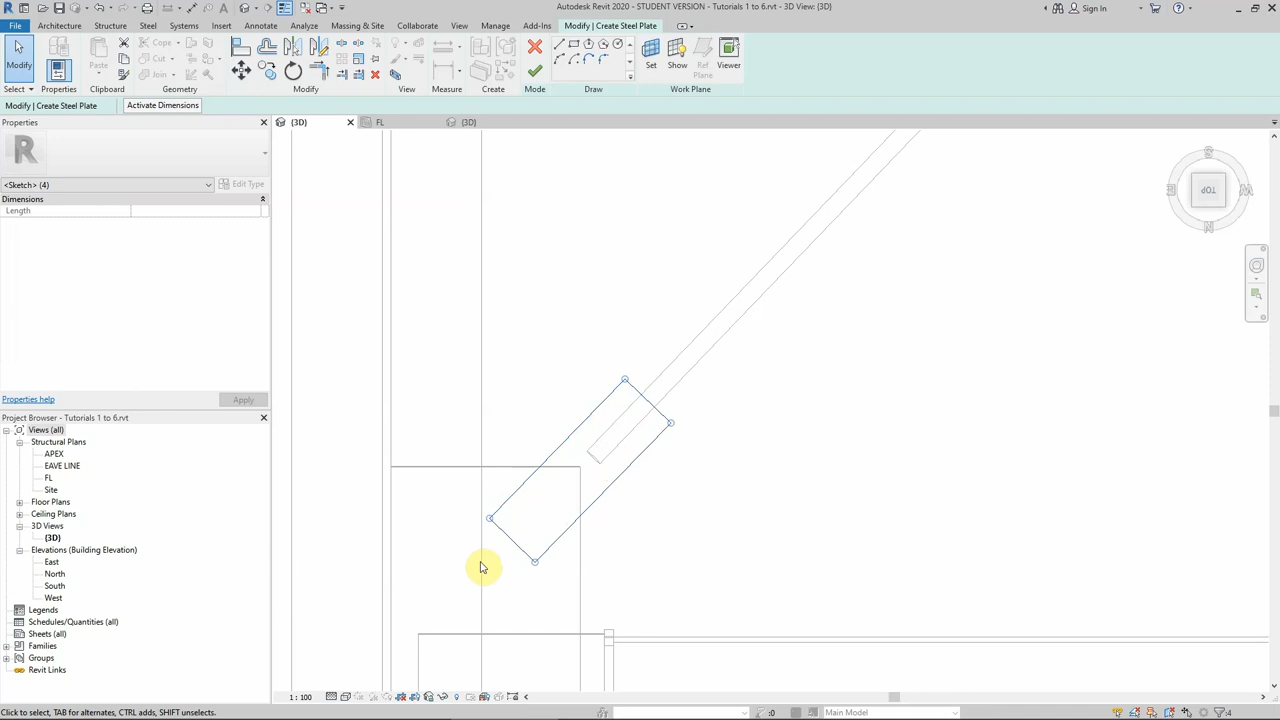 Autodesk Revit 2020 - STUDENT VERSION - Tutorials 1 to 6.rvt - 3D View: {3D}
Sign In
File Architecture Structure Steel Systems Insert Annotate Analyze Massing & Site Collaborate View Manage Add-Ins Modify | Create Steel Plate
Modify Paste Cope Cut Join Set Show Ref Plane Viewer
Select Properties Clipboard Geometry Modify View Measure Create Mode Draw Work Plane
Modify | Create Steel Plate Activate Dimensions
Properties
{3D} FL {3D}
R
<Sketch> (4) Edit Type
Dimensions
Length
TOP
S
E
W
N
Properties help Apply
Project Browser - Tutorials 1 to 6.rvt
Views (all)
Structural Plans
APEX
EAVE LINE
FL
Site
Floor Plans
Ceiling Plans
3D Views
{3D}
Elevations (Building Elevation)
East
North
South
West
Legends
Schedules/Quantities (all)
Sheets (all)
Families
Groups
Revit Links
1 : 100
Click to select, TAB for alternates, CTRL adds, SHIFT unselects.
:0 Main Model :4